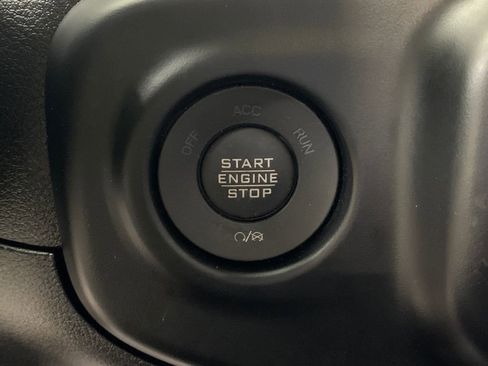 ACC
OFF
RUN
START
ENGINE
STOP